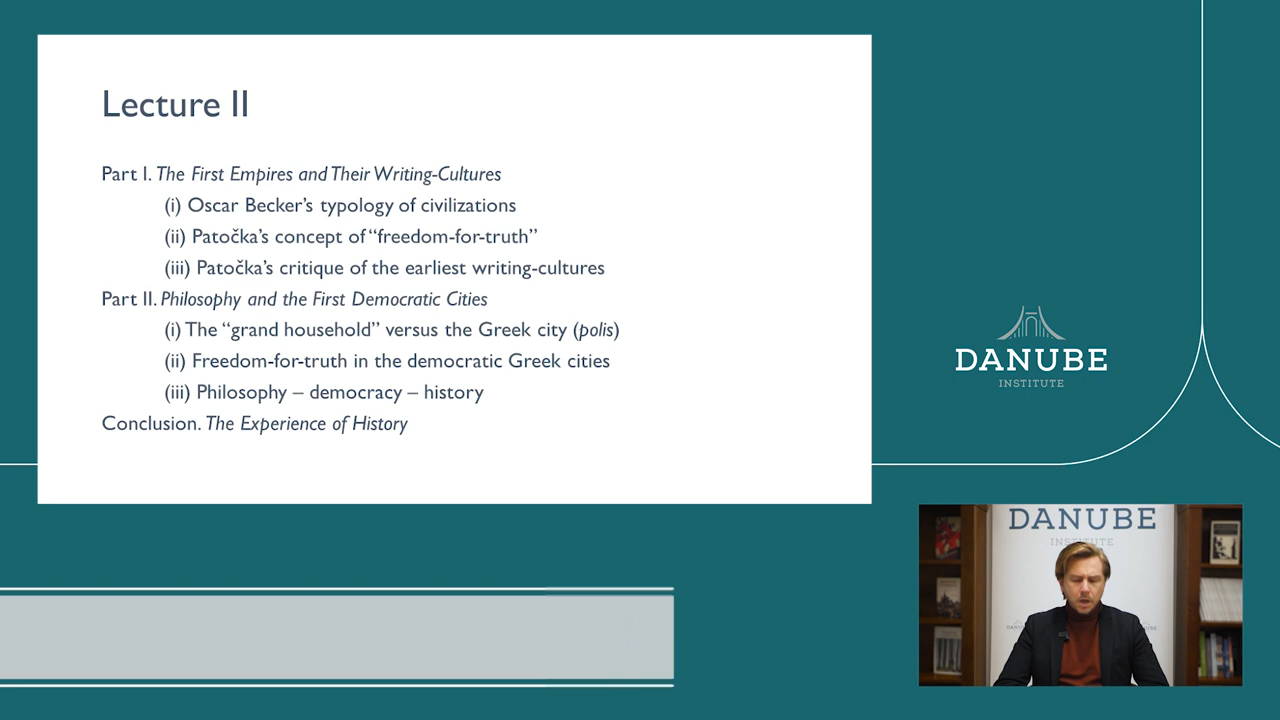 Lecture II
Part I. The First Empires and Their Writing-Cultures
(i) Oscar Becker's typology of civilizations
(ii) Patočka's concept of “freedom-for-truth”
(iii) Patočka's critique of the earliest writing-cultures
Part II. Philosophy and the First Democratic Cities
(i) The “grand household” versus the Greek city (polis)
(ii) Freedom-for-truth in the democratic Greek cities
(iii) Philosophy – democracy – history
Conclusion. The Experience of History
DANUBE
INSTITUTE
DANUBE
INSTITUTE